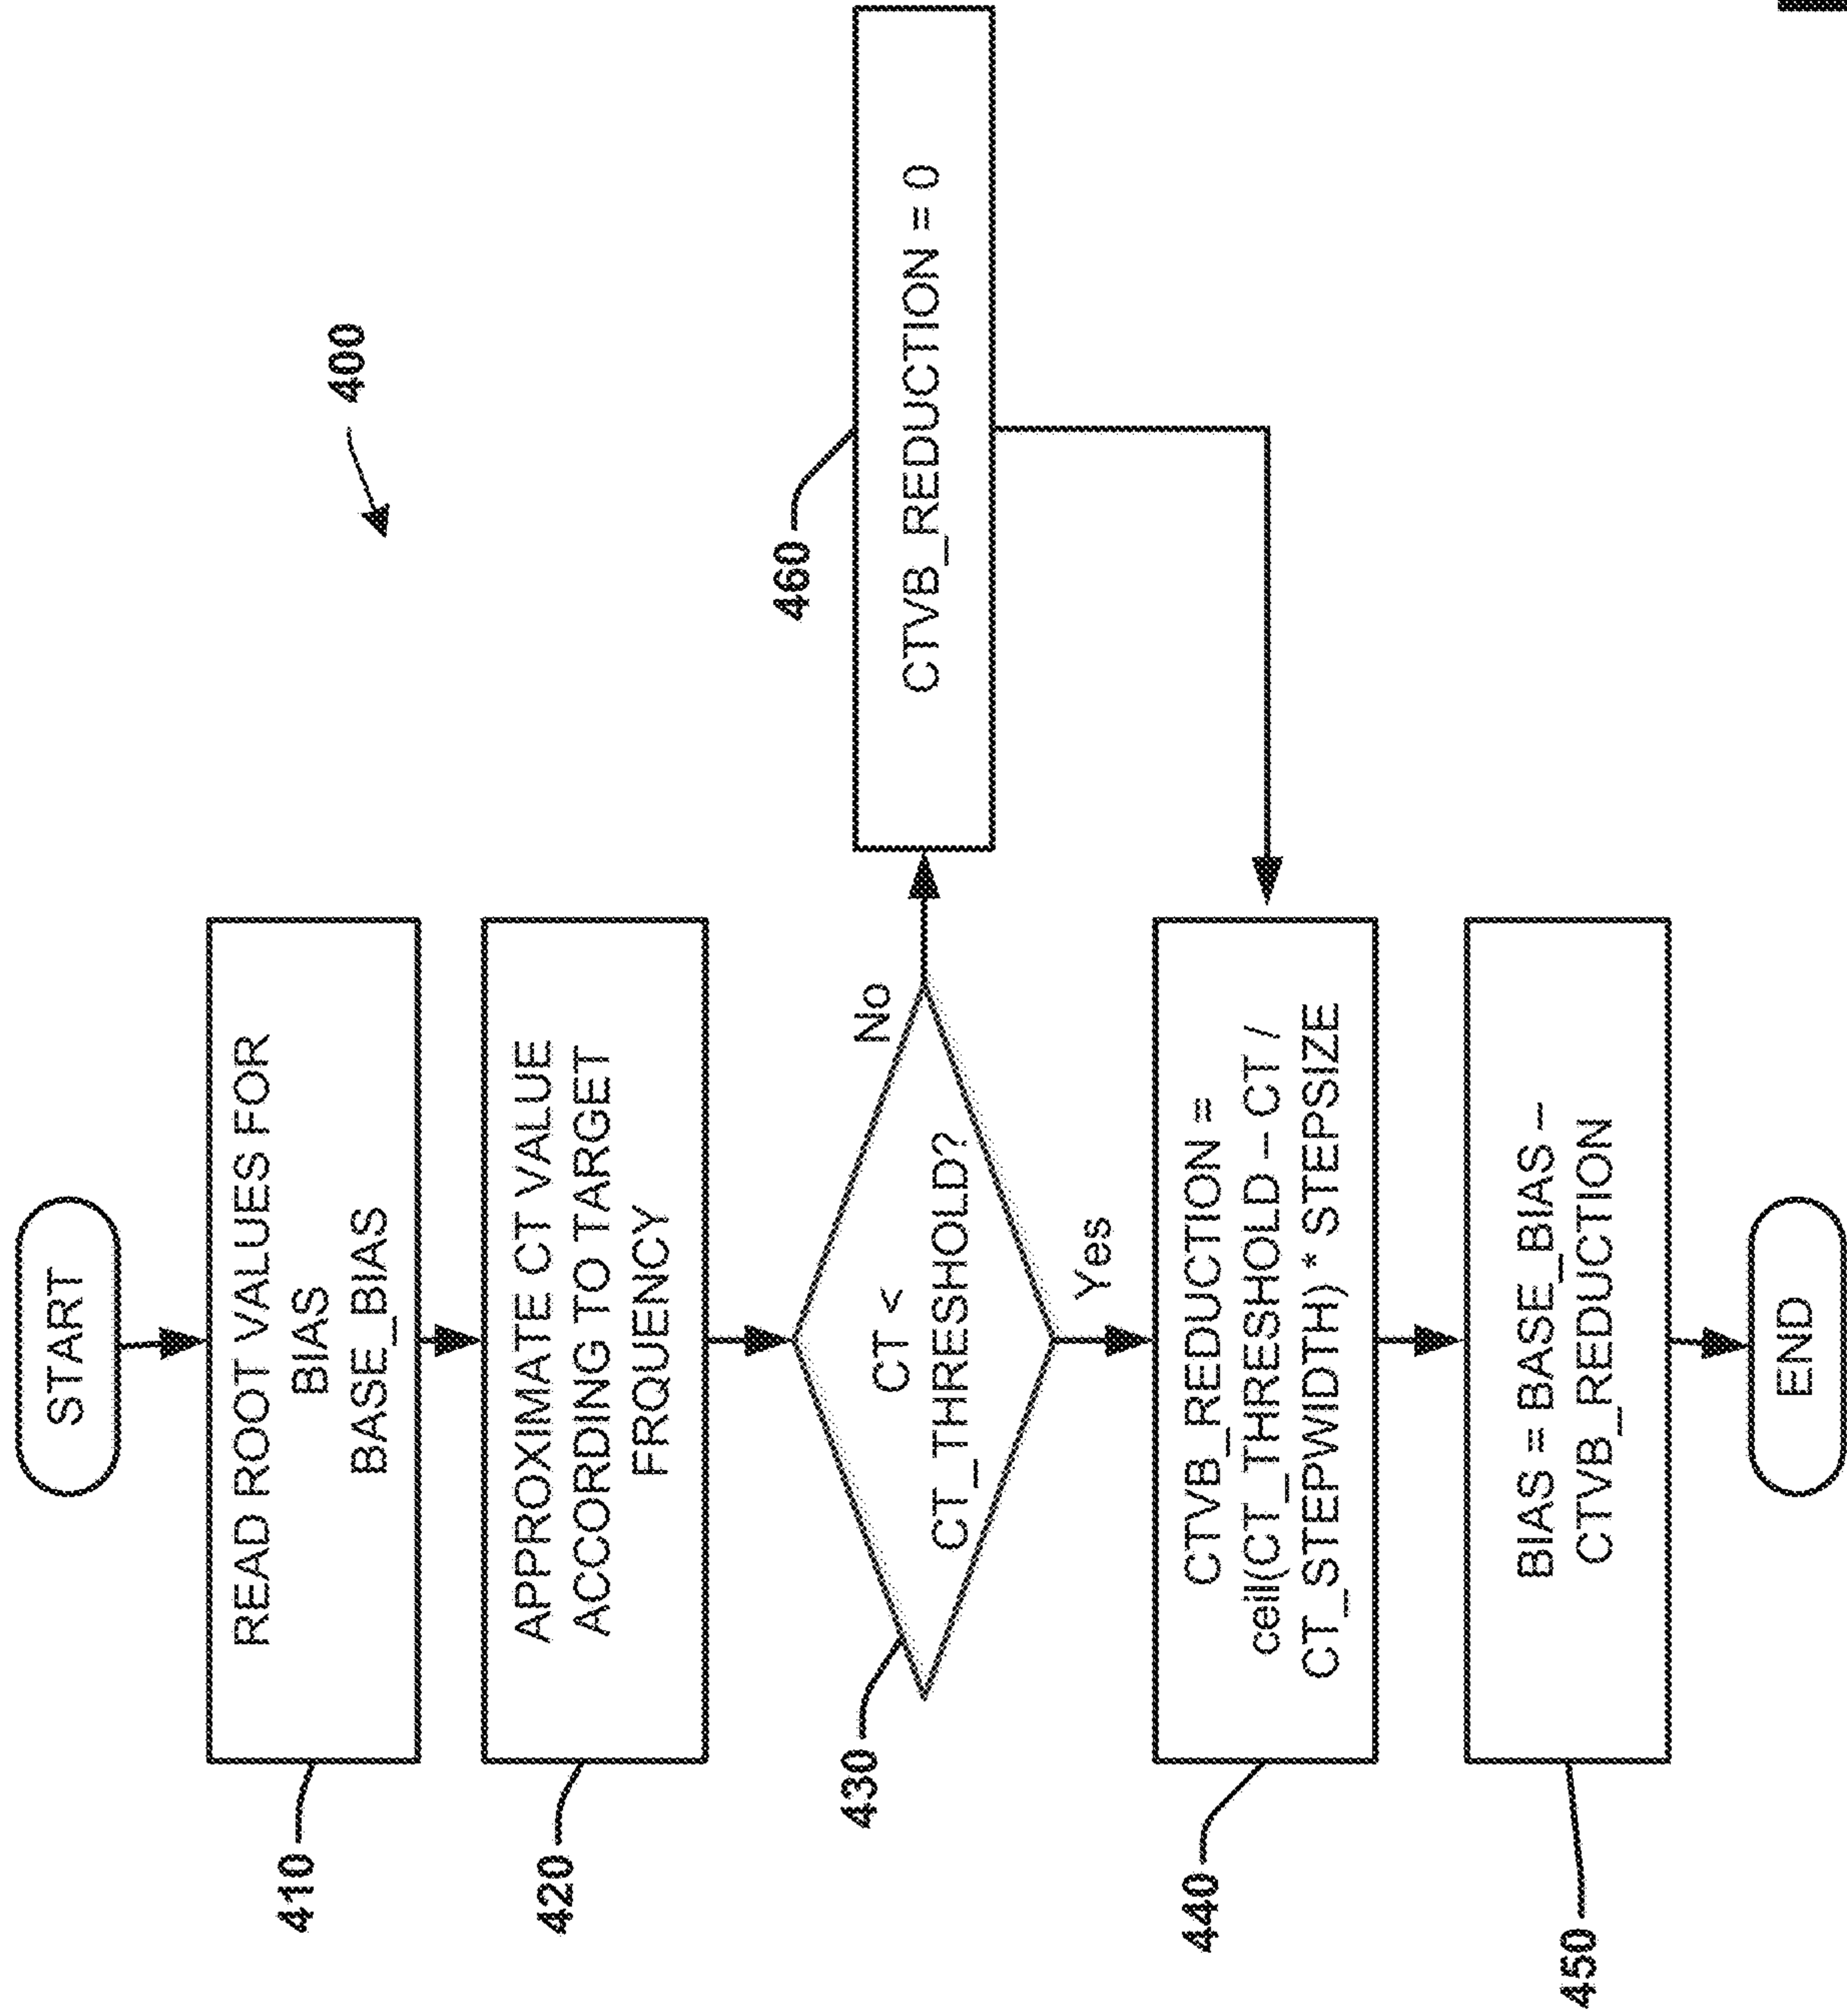 START
400
READ ROOT VALUES FOR
BIAS
BASE_BIAS
410
APPROXIMATE CT VALUE
ACCORDING TO TARGET
FRQUENCY
420
CT <
CT_THRESHOLD?
430
No
CTVB_REDUCTION = 0
460
Yes
CTVB_REDUCTION =
ceil(CT_THRESHOLD – CT /
CT_STEPWIDTH) * STEPSIZE
440
BIAS = BASE_BIAS –
CTVB_REDUCTION
450
END